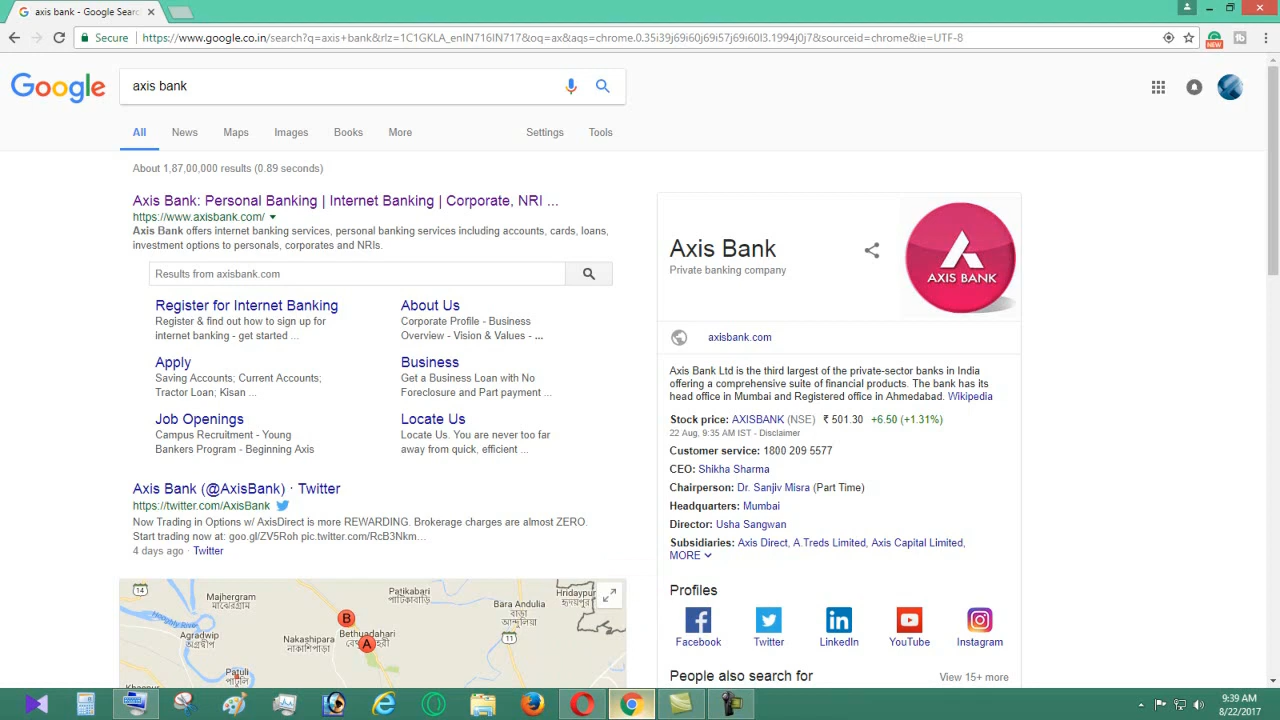 axis bank - Google Searc
Secure https://www.google.co.in/search?q=axis+bank&rlz=1C1GKLA_enIN716IN717&oq=ax&aqs=chrome.0.35i39j69i60j69i57j69i60l3.1994j0j7&sourceid=chrome&ie=UTF-8
NEW
Google axis bank
All News Maps Images Books More Settings Tools
About 1,87,00,000 results (0.89 seconds)
Axis Bank: Personal Banking | Internet Banking | Corporate, NRI ...
https://www.axisbank.com/
Axis Bank offers internet banking services, personal banking services including accounts, cards, loans,
investment options to personals, corporates and NRIs.
Results from axisbank.com
Register for Internet Banking
Register & find out how to sign up for
internet banking - get started ...
About Us
Corporate Profile - Business
Overview - Vision & Values - ...
Apply
Saving Accounts; Current Accounts;
Tractor Loan; Kisan ...
Business
Get a Business Loan with No
Foreclosure and Part payment ...
Job Openings
Campus Recruitment - Young
Bankers Program - Beginning Axis
Locate Us
Locate Us. You are never too far
away from quick, efficient ...
Axis Bank (@AxisBank) · Twitter
https://twitter.com/AxisBank
Now Trading in Options w/ AxisDirect is more REWARDING. Brokerage charges are almost ZERO.
Start trading now at: goo.gl/ZV5Roh pic.twitter.com/RcB3Nkm...
4 days ago · Twitter
14
Majhergram
মাঝেরগ্রাম
Patikabari
পাটিকাবাড়ি
Hridaypur
হৃদয়পুর
Bara Andulia
বড় আন্দুলিয়া
Hooghly River
Agradwip
অগ্রদ্বীপ
B
Nakashipara
নাকাশিপাড়া
Bethuadahari
A
11
Patuli
Axis Bank
Private banking company
AXIS BANK
axisbank.com
Axis Bank Ltd is the third largest of the private-sector banks in India
offering a comprehensive suite of financial products. The bank has its
head office in Mumbai and Registered office in Ahmedabad. Wikipedia
Stock price: AXISBANK (NSE) ₹ 501.30 +6.50 (+1.31%)
22 Aug, 9:35 AM IST - Disclaimer
Customer service: 1800 209 5577
CEO: Shikha Sharma
Chairperson: Dr. Sanjiv Misra (Part Time)
Headquarters: Mumbai
Director: Usha Sangwan
Subsidiaries: Axis Direct, A.Treds Limited, Axis Capital Limited,
MORE
Profiles
Facebook Twitter LinkedIn YouTube Instagram
People also search for View 15+ more
9:39 AM
8/22/2017